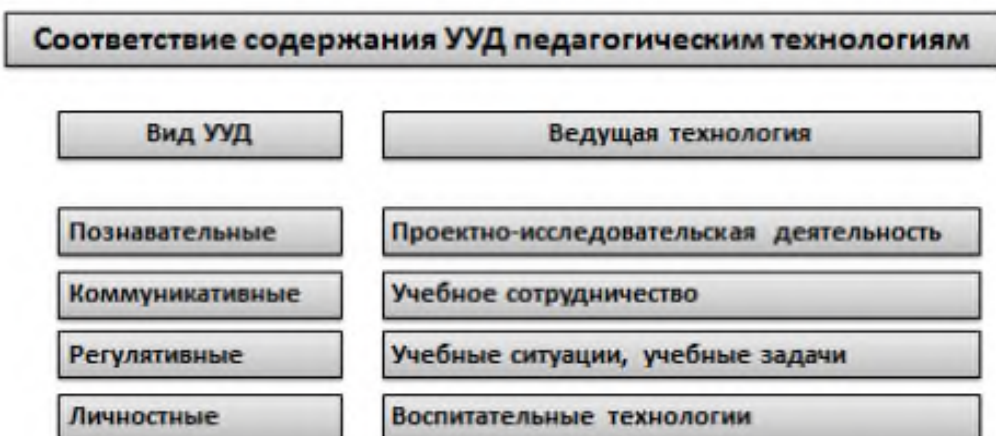 Соответствие содержания УУД педагогическим технологиям
Вид УУД Ведущая технология
Познавательные Проектно-исследовательская деятельность
Коммуникативные Учебное сотрудничество
Регулятивные Учебные ситуации, учебные задачи
Личностные Воспитательные технологии